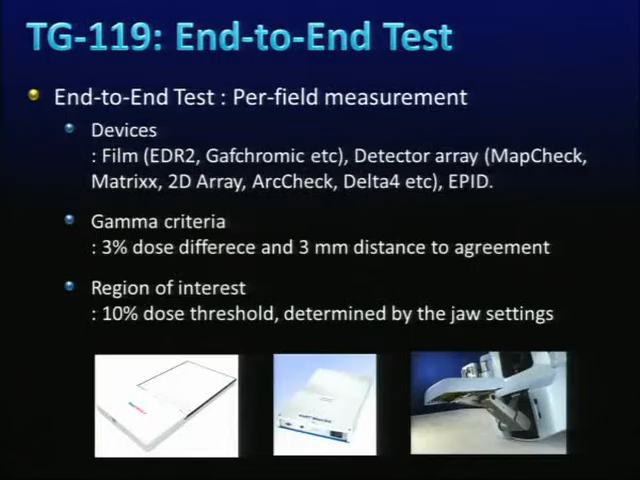 TG-119: End-to-End Test
End-to-End Test : Per-field measurement
Devices
: Film (EDR2, Gafchromic etc), Detector array (MapCheck,
Matrixx, 2D Array, ArcCheck, Delta4 etc), EPID.
Gamma criteria
: 3% dose differece and 3 mm distance to agreement
Region of interest
: 10% dose threshold, determined by the jaw settings